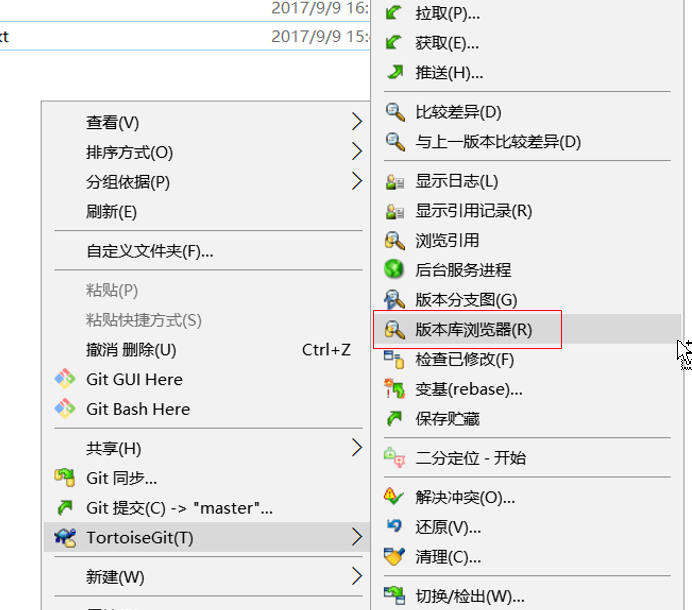 2017/9/9 16:
xt
2017/9/9 15:4
查看(V)
排序方式(O)
分组依据(P)
刷新(E)
自定义文件夹(F)...
粘贴(P)
粘贴快捷方式(S)
撤消 删除(U) Ctrl+Z
Git GUI Here
Git Bash Here
共享(H)
Git 同步...
Git 提交(C) -> "master"...
TortoiseGit(T)
新建(W)
拉取(P)...
获取(E)...
推送(H)...
比较差异(D)
与上一版本比较差异(D)
显示日志(L)
显示引用记录(R)
浏览引用
后台服务进程
版本分支图(G)
版本库浏览器(R)
检查已修改(F)
变基(rebase)...
保存贮藏
二分定位 - 开始
解决冲突(O)...
还原(V)...
清理(C)...
切换/检出(W)...